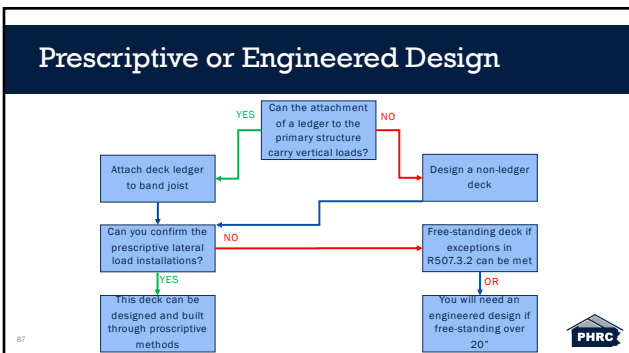 Prescriptive or Engineered Design
Can the attachment
of a ledger to the
primary structure
carry vertical loads?
YES
NO
Attach deck ledger
to band joist
Design a non-ledger
deck
Can you confirm the
prescriptive lateral
load installations?
NO
Free-standing deck if
exceptions in
R507.3.2 can be met
YES
OR
This deck can be
designed and built
through proscriptive
methods
You will need an
engineered design if
free-standing over
20”
87
PHRC